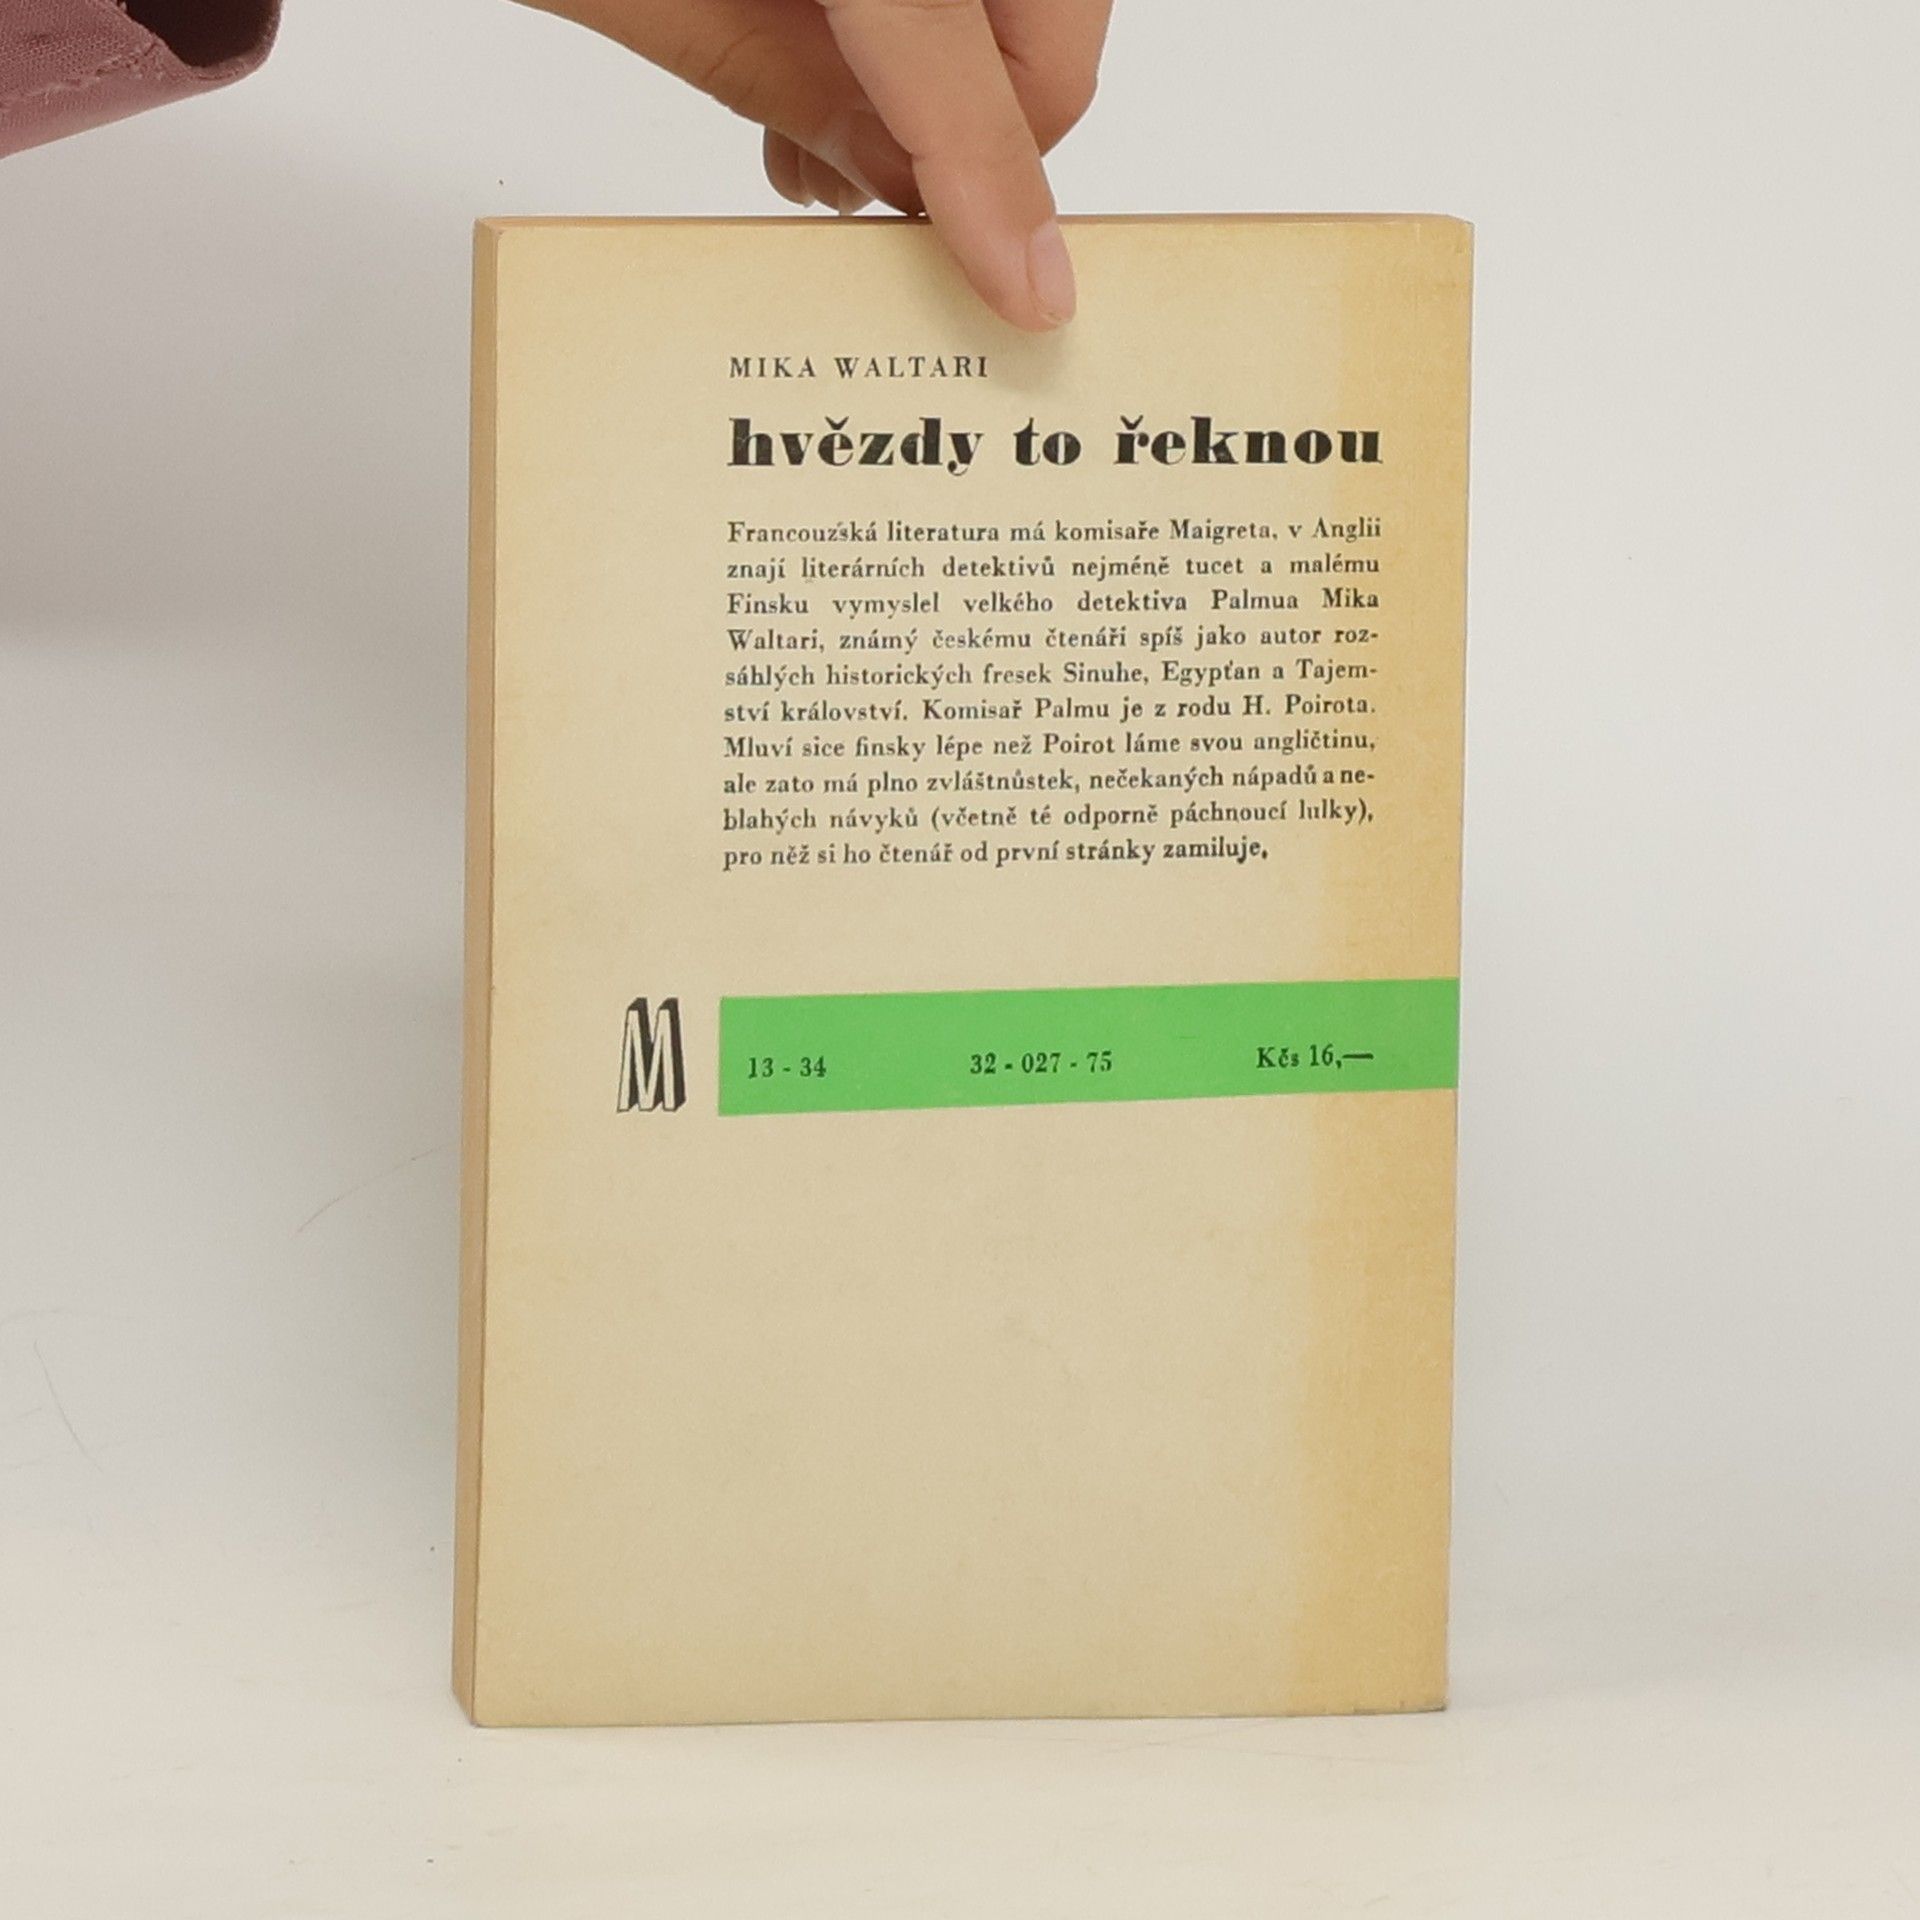 MIKA WALTARI
hvězdy to řeknou
Francouzská literatura má komisaře Maigreta, v Anglii
znají literárních detektivů nejméně tucet a malému
Finsku vymyslel velkého detektiva Palmua Mika
Waltari, známý českému čtenáři spíš jako autor roz-
sáhlých historických fresek Sinuhe, Egypťan a Tajem-
ství království. Komisař Palmu je z rodu H. Poirota.
Mluví sice finsky lépe než Poirot láme svou angličtinu,
ale zato má plno zvláštnůstek, nečekaných nápadů a ne-
blahých návyků (včetně té odporně páchnoucí lulky),
pro něž si ho čtenář od první stránky zamiluje.
M
13 - 34 32 - 027 - 75 Kčs 16,—